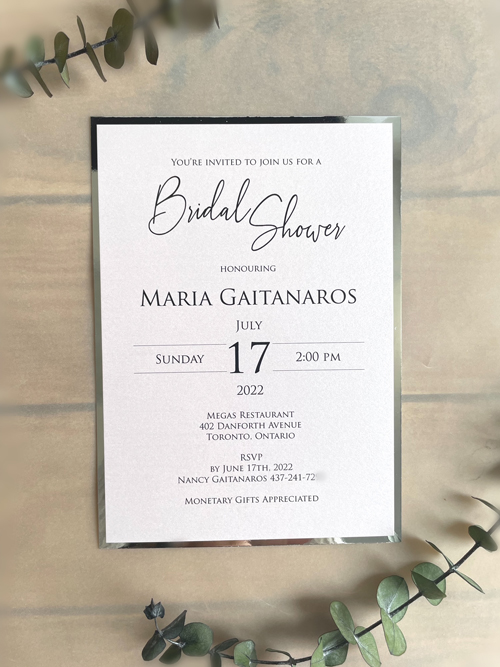 You're invited to join us for a
Bridal Shower
honouring
Maria Gaitanaros
July
Sunday 17 2:00 pm
2022
Megas Restaurant
402 Danforth Avenue
Toronto, Ontario
RSVP
by June 17th, 2022
Nancy Gaitanaros 437-241-72
Monetary Gifts Appreciated